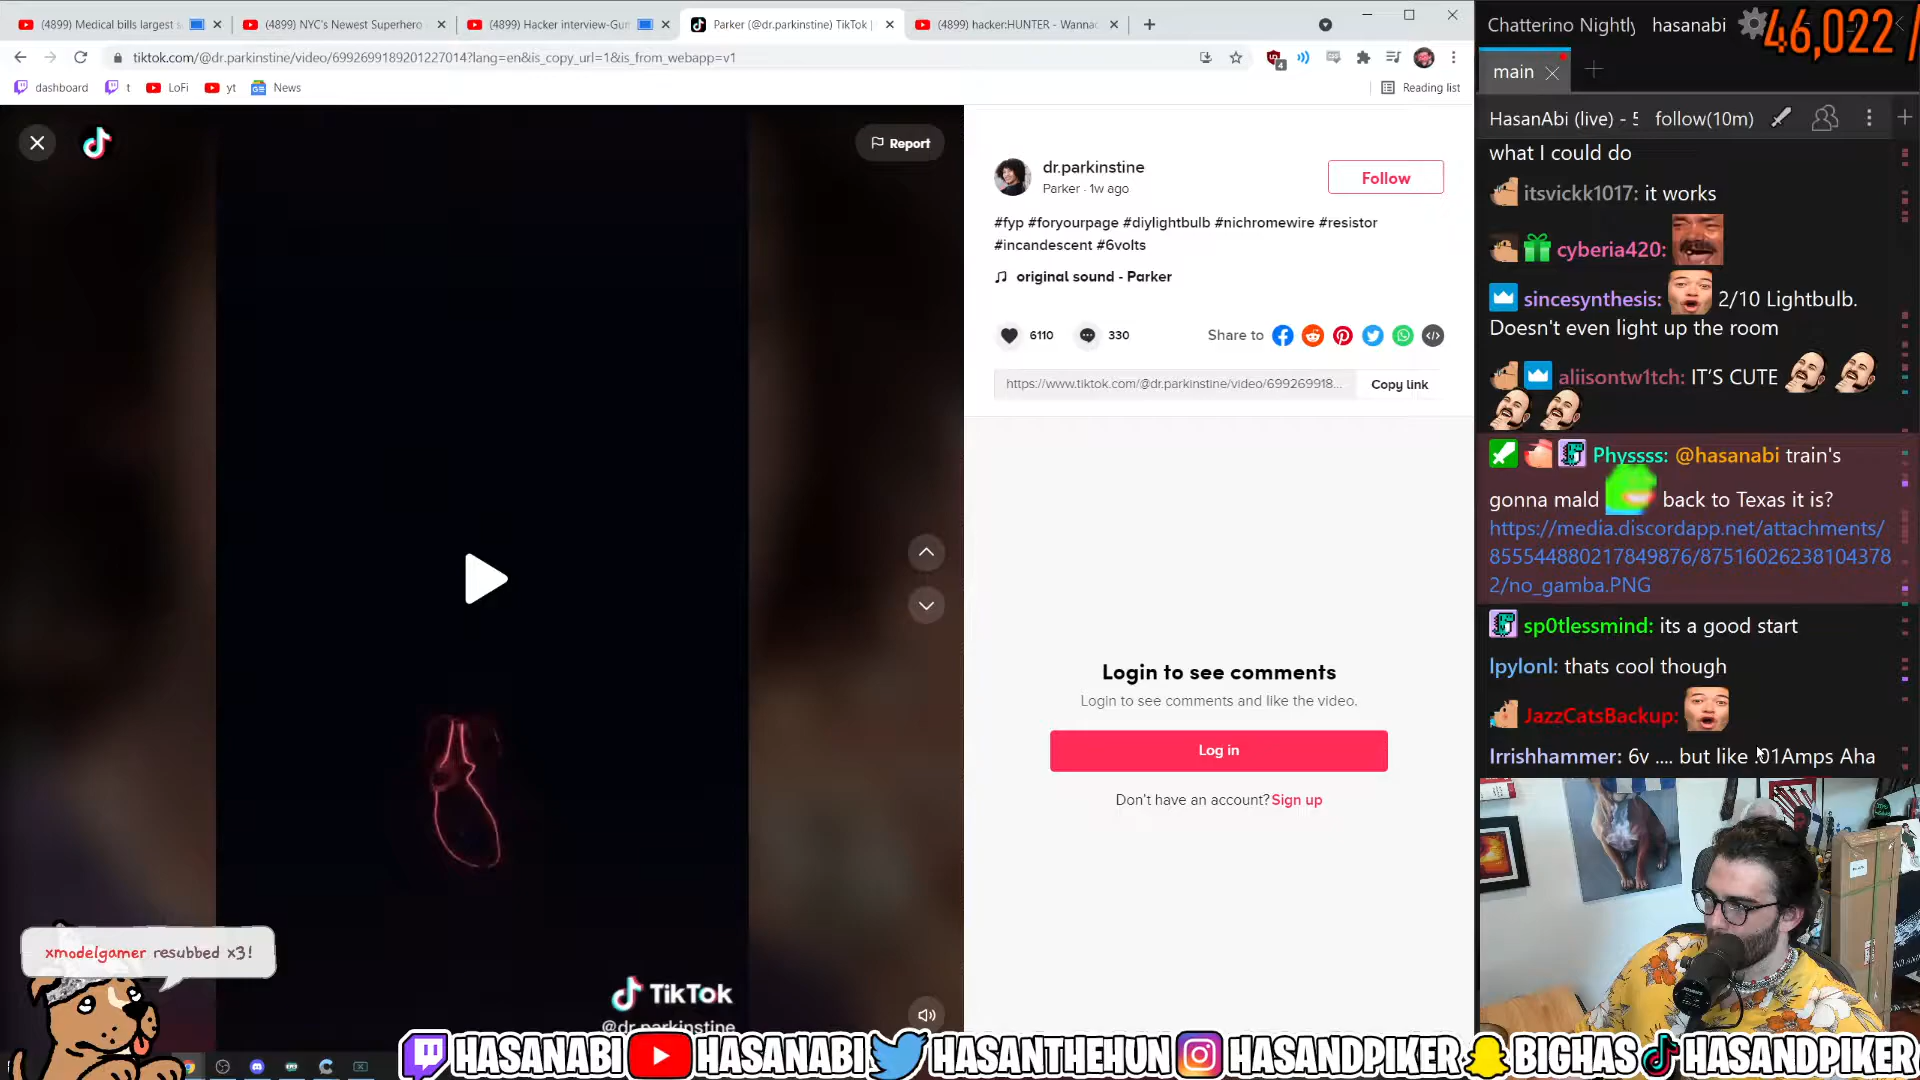 (4899) Medical bills largest s
(4899) NYC's Newest Superhero
(4899) Hacker interview-Gun
Parker (@dr.parkinstine) TikTok |
(4899) hacker:HUNTER - Wanna
tiktok.com/@dr.parkinstine/video/6992699189201227014?lang=en&is_copy_url=1&is_from_webapp=v1
4
dashboard
t
LoFi
yt
News
Reading list
Report
dr.parkinstine
Parker · 1w ago
Follow
#fyp #foryourpage #diylightbulb #nichromewire #resistor
#incandescent #6volts
original sound - Parker
6110
330
Share to
https://www.tiktok.com/@dr.parkinstine/video/699269918...
Copy link
Login to see comments
Login to see comments and like the video.
Log in
Don't have an account? Sign up
TikTok
@dr.parkinstine
xmodelgamer resubbed x3!
Chatterino Nightly
hasanabi
46,022 /
main
HasanAbi (live) - 5
follow(10m)
what I could do
itsvickk1017: it works
cyberia420:
sincesynthesis: 2/10 Lightbulb.
Doesn't even light up the room
aliisontw1tch: IT'S CUTE
Physsss: @hasanabi train's
gonna mald back to Texas it is?
https://media.discordapp.net/attachments/
855544880217849876/87516026238104378
2/no_gamba.PNG
sp0tlessmind: its a good start
lpylonl: thats cool though
JazzCatsBackup:
Irrishhammer: 6v .... but like .01Amps Aha
HASANABI
HASANABI
HASANTHEHUN
HASANDPIKER
BIGHAS
HASANDPIKER